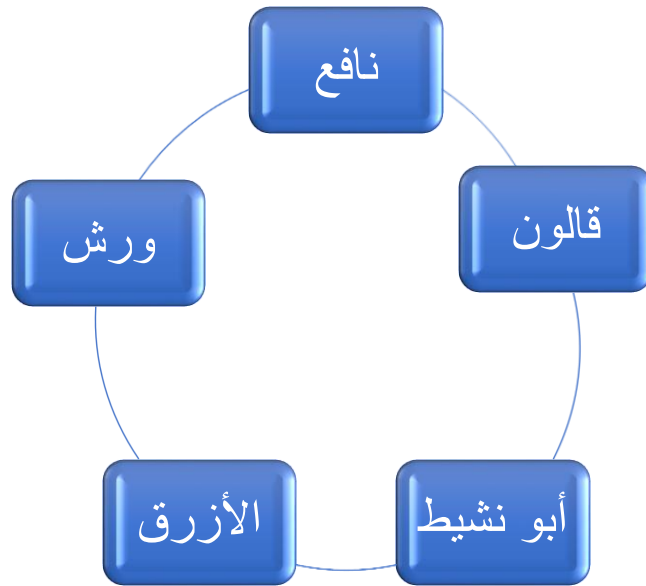 نافع
قالون
ورش
أبو نشيط
الأزرق